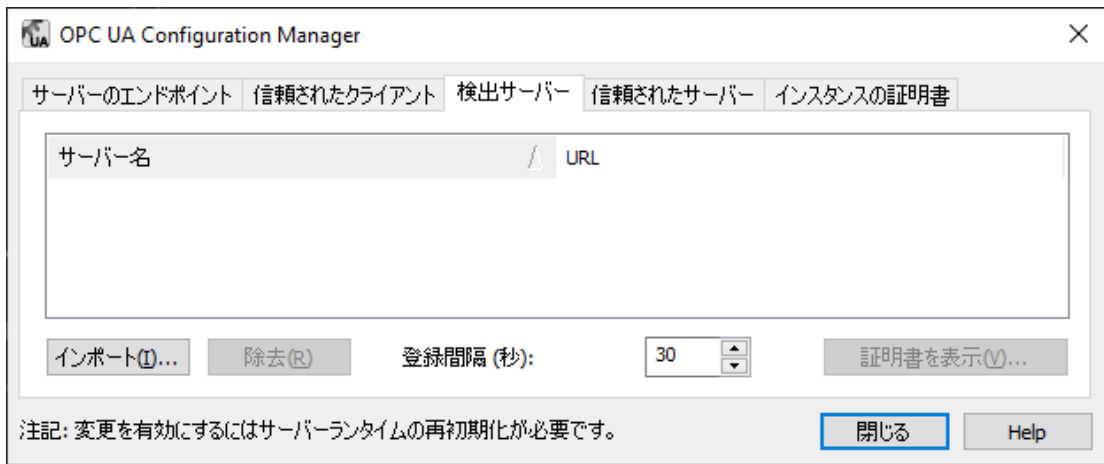 OPC UA Configuration Manager
サーバーのエンドポイント 信頼されたクライアント 検出サーバー 信頼されたサーバー インスタンスの証明書
サーバー名 URL
インポート(I)... 除去(R) 登録間隔 (秒): 30 証明書を表示(V)...
注記: 変更を有効にするにはサーバーランタイムの再初期化が必要です。 閉じる Help